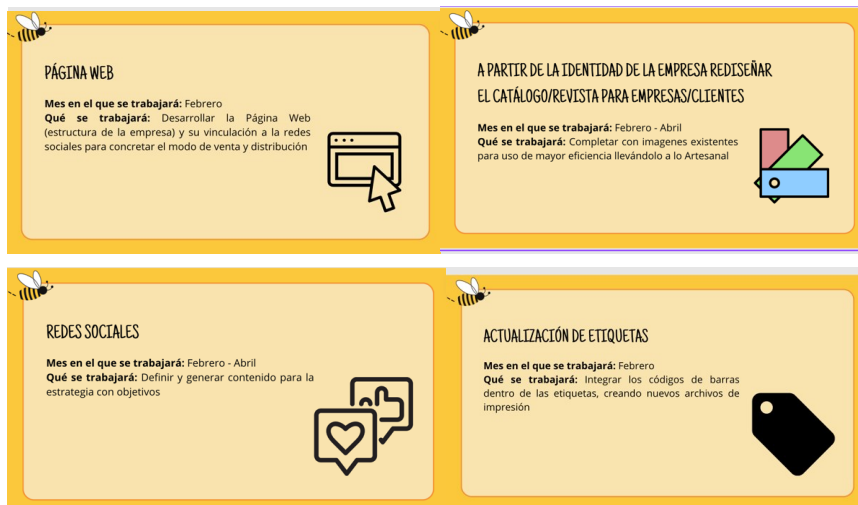 PÁGINA WEB
Mes en el que se trabajará: Febrero
Qué se trabajará: Desarrollar la Página Web
(estructura de la empresa) y su vinculación a la redes
sociales para concretar el modo de venta y distribución
A PARTIR DE LA IDENTIDAD DE LA EMPRESA REDISEÑAR
EL CATÁLOGO/REVISTA PARA EMPRESAS/CLIENTES
Mes en el que se trabajará: Febrero - Abril
Qué se trabajará: Completar con imagenes existentes
para uso de mayor eficiencia llevándolo a lo Artesanal
REDES SOCIALES
Mes en el que se trabajará: Febrero - Abril
Qué se trabajará: Definir y generar contenido para la
estrategia con objetivos
ACTUALIZACIÓN DE ETIQUETAS
Mes en el que se trabajará: Febrero
Qué se trabajará: Integrar los códigos de barras
dentro de las etiquetas, creando nuevos archivos de
impresión